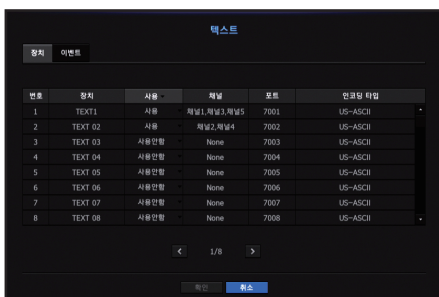 텍스트
장치 이벤트
번호 장치 사용 채널 포트 인코딩 타입
1 TEXT1 사용 채널1,채널3,채널5 7001 US-ASCII
2 TEXT 02 사용 채널2,채널4 7002 US-ASCII
3 TEXT 03 사용안함 None 7003 US-ASCII
4 TEXT 04 사용안함 None 7004 US-ASCII
5 TEXT 05 사용안함 None 7005 US-ASCII
6 TEXT 06 사용안함 None 7006 US-ASCII
7 TEXT 07 사용안함 None 7007 US-ASCII
8 TEXT 08 사용안함 None 7008 US-ASCII
< 1/8 >
확인 취소